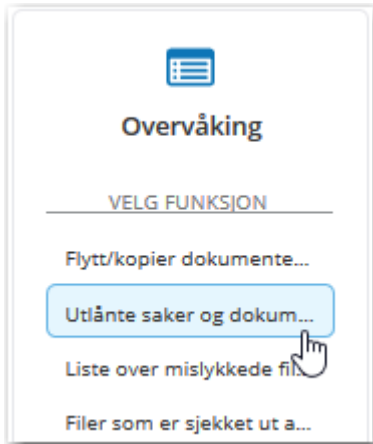 Overvåking
VELG FUNKSJON
Flytt/kopier dokumente...
Utlånte saker og dokum...
Liste over mislykkede fil...
Filer som er sjekket ut a...